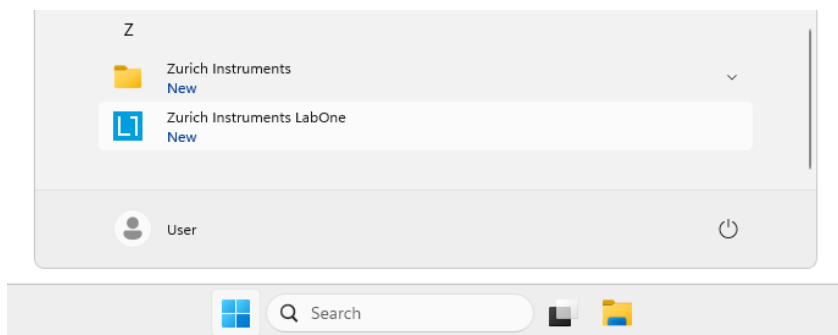 Z
Zurich Instruments
New
Zurich Instruments LabOne
New
User
Search